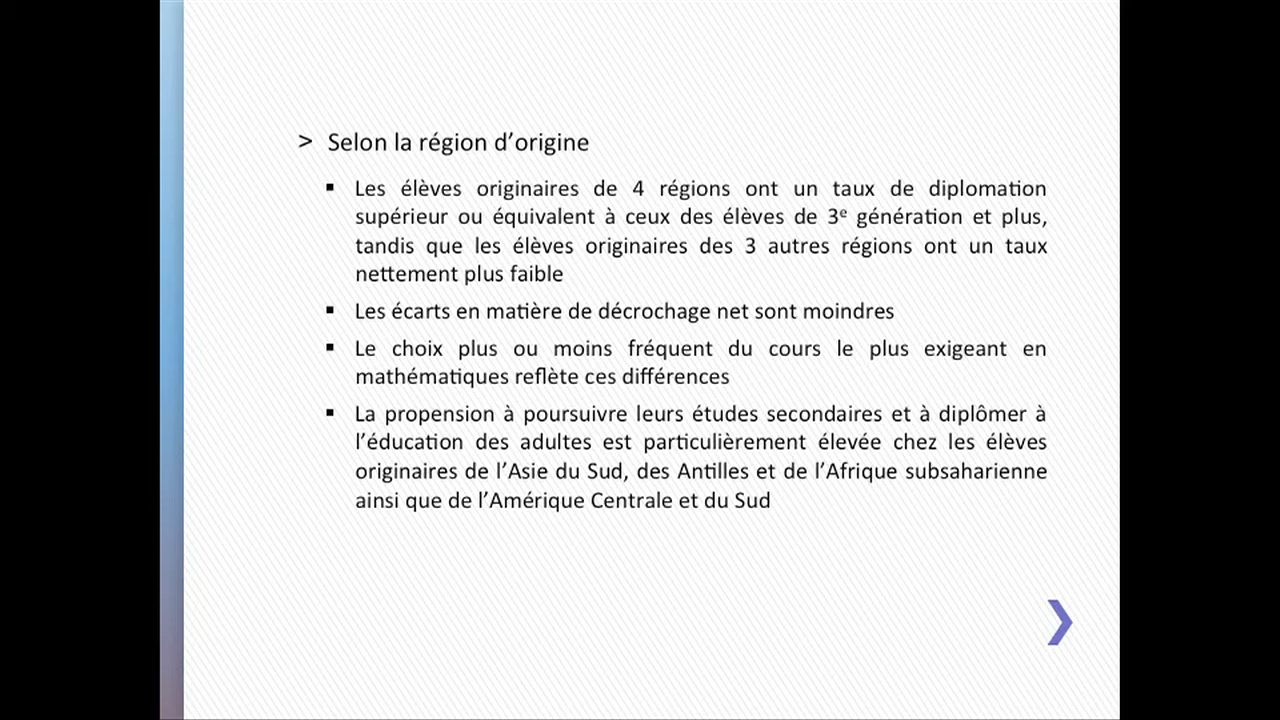 > Selon la région d’origine
▪ Les élèves originaires de 4 régions ont un taux de diplomation
supérieur ou équivalent à ceux des élèves de 3e génération et plus,
tandis que les élèves originaires des 3 autres régions ont un taux
nettement plus faible
▪ Les écarts en matière de décrochage net sont moindres
▪ Le choix plus ou moins fréquent du cours le plus exigeant en
mathématiques reflète ces différences
▪ La propension à poursuivre leurs études secondaires et à diplômer à
l’éducation des adultes est particulièrement élevée chez les élèves
originaires de l’Asie du Sud, des Antilles et de l’Afrique subsaharienne
ainsi que de l’Amérique Centrale et du Sud